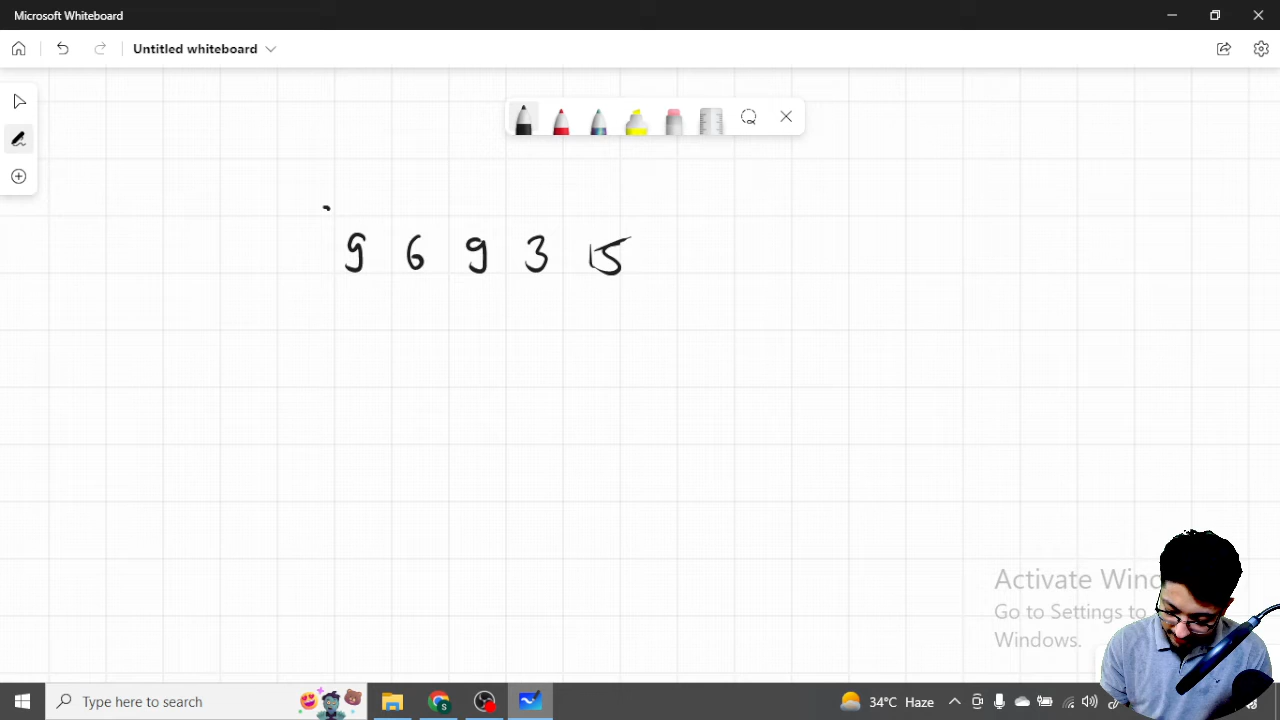 Microsoft Whiteboard
Untitled whiteboard
9 6 9 3 15
Activate Wind
Go to Settings to
Windows.
Type here to search
34°C Haze